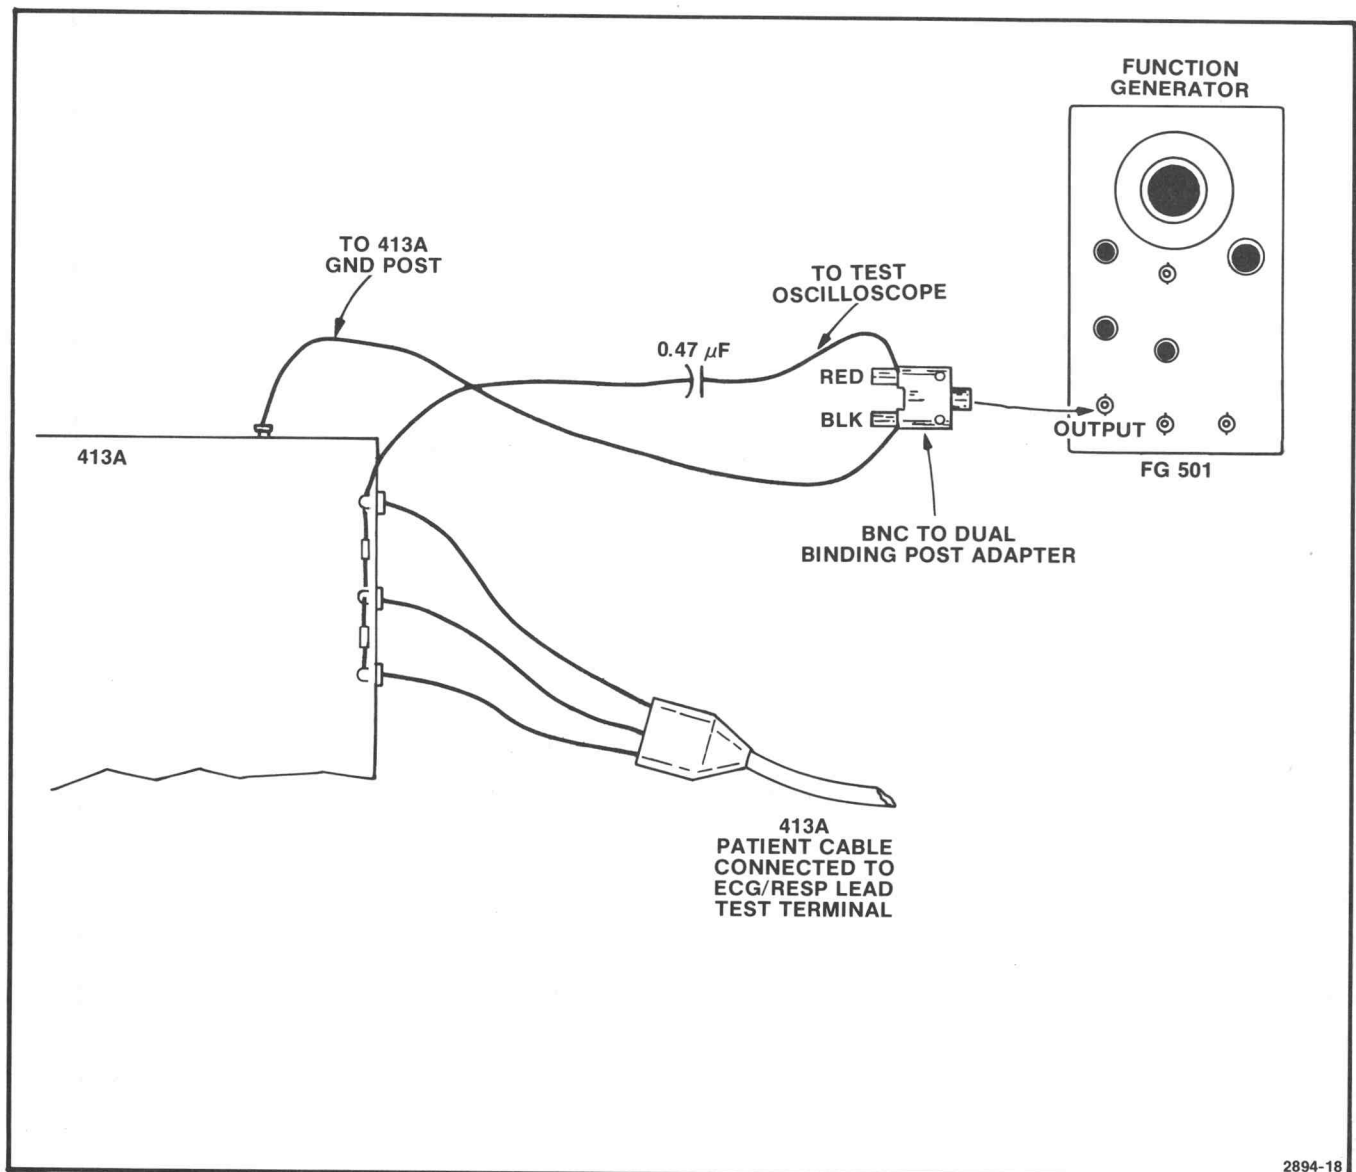 FUNCTION
GENERATOR
TO 413A
GND POST
TO TEST
OSCILLOSCOPE
0.47 μF
RED
BLK
OUTPUT
413A
FG 501
BNC TO DUAL
BINDING POST ADAPTER
413A
PATIENT CABLE
CONNECTED TO
ECG/RESP LEAD
TEST TERMINAL
2894-18